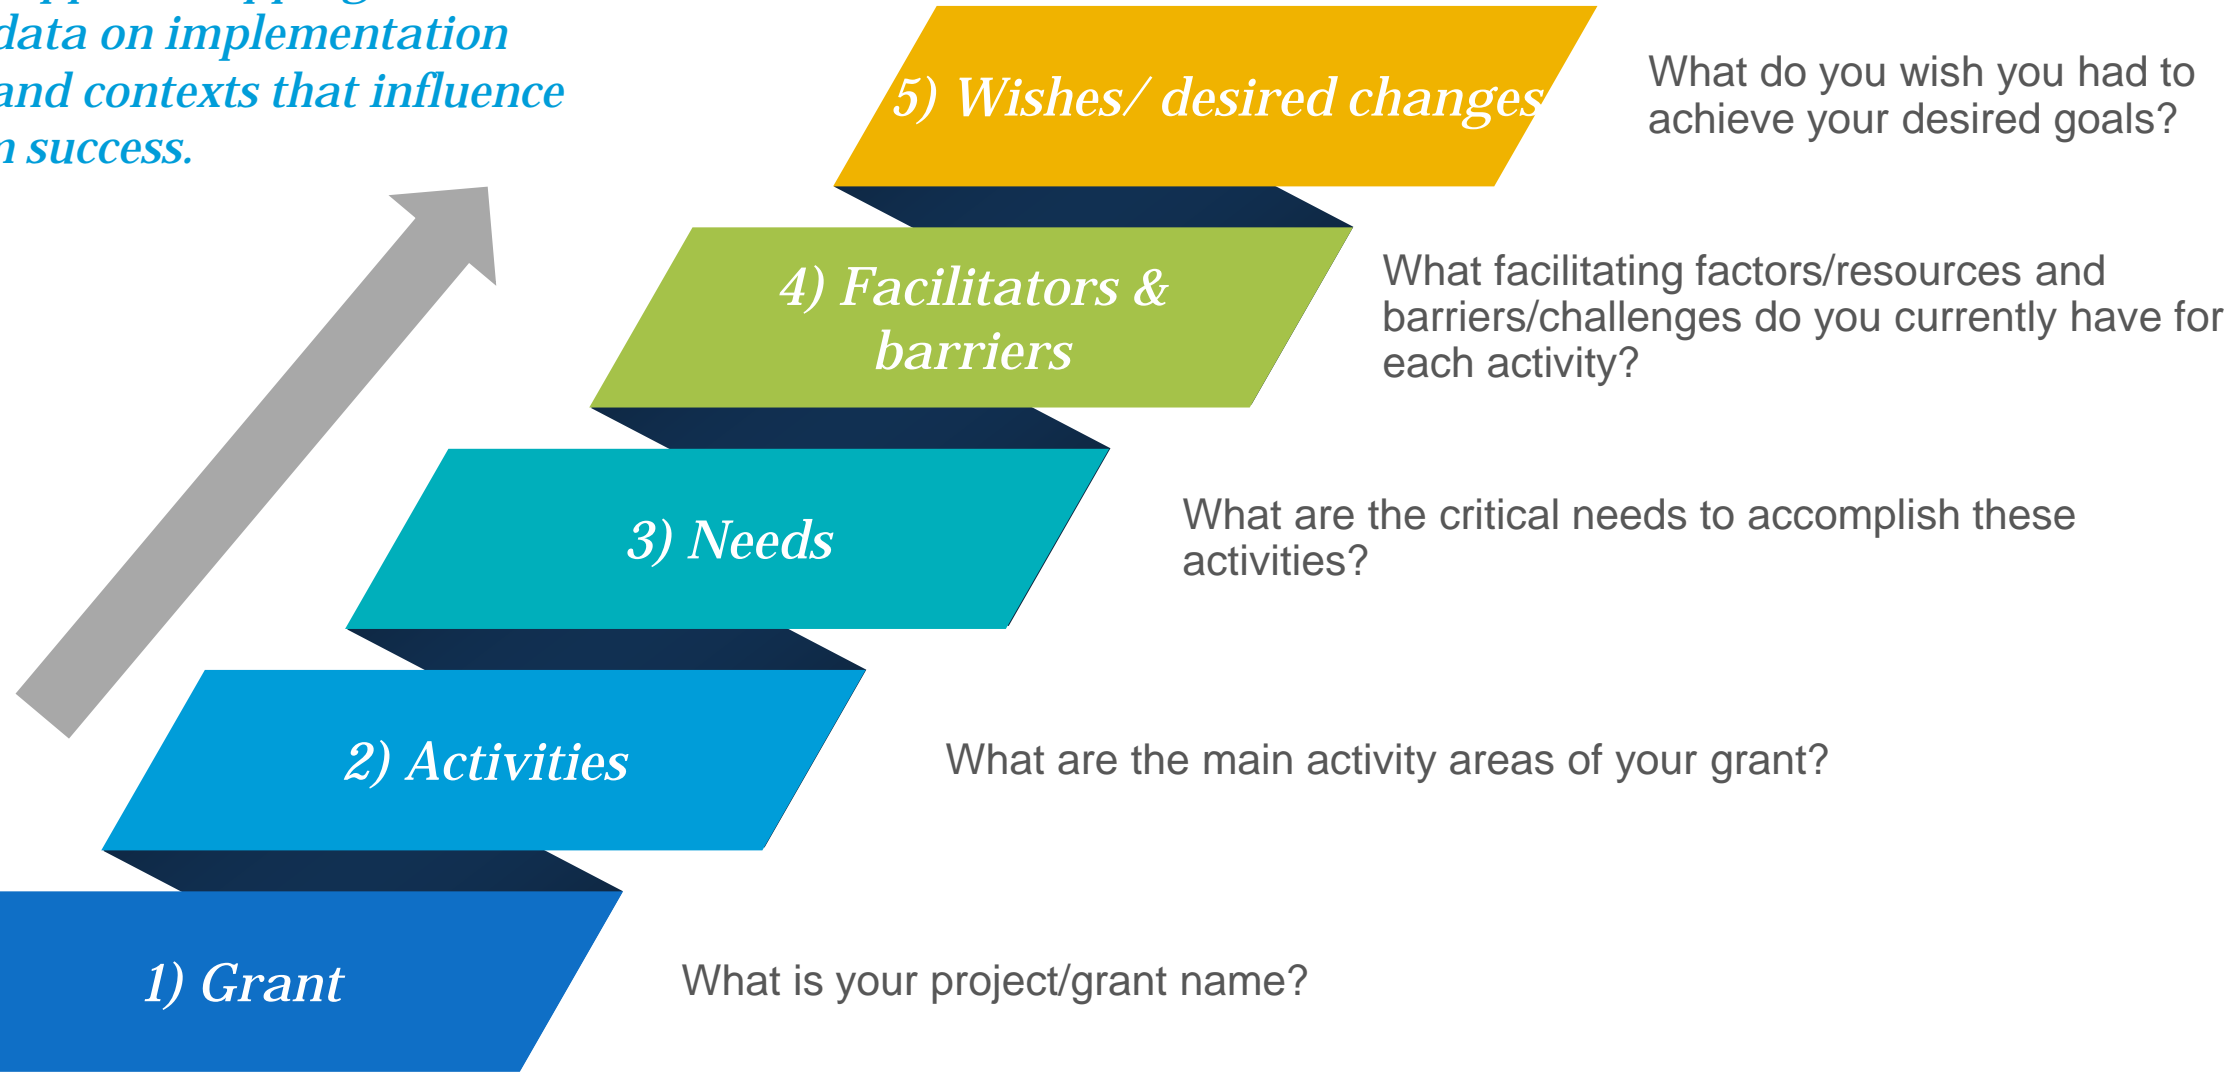 data on implementation
and contexts that influence
success.
5) Wishes/ desired changes
What do you wish you had to
achieve your desired goals?
4) Facilitators &
barriers
What facilitating factors/resources and
barriers/challenges do you currently have for
each activity?
3) Needs
What are the critical needs to accomplish these
activities?
2) Activities
What are the main activity areas of your grant?
1) Grant
What is your project/grant name?